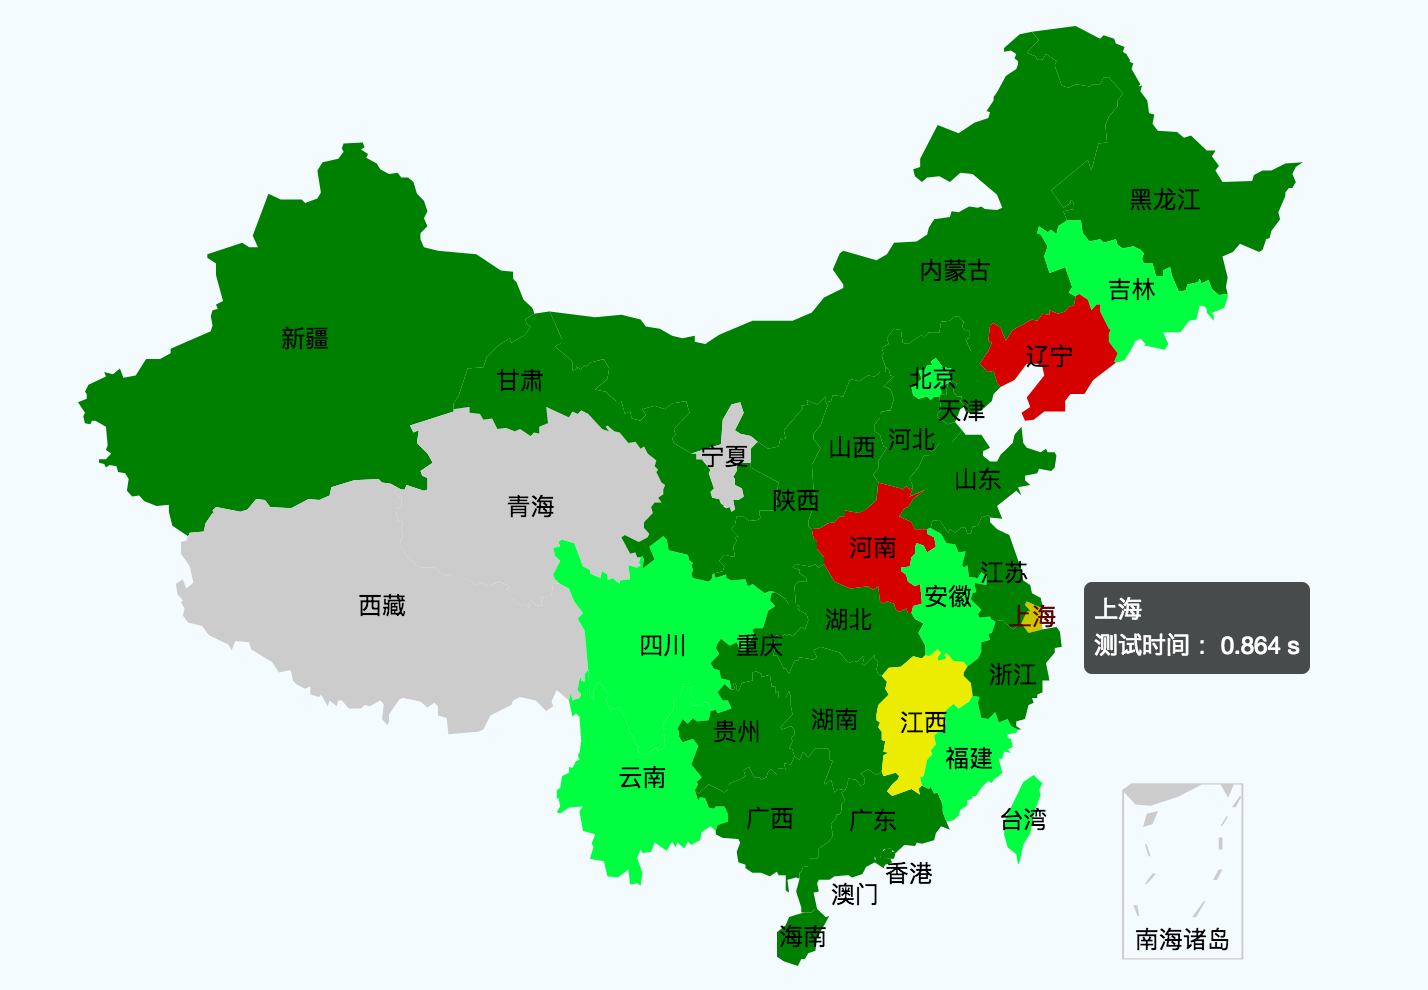 黑龙江
内蒙古
吉林
新疆
辽宁
甘肃
北京
天津
河北
山西
宁夏
山东
陕西
青海
河南
江苏
安徽
西藏
上海
湖北
上海
测试时间： 0.864 s
四川
重庆
浙江
湖南
江西
贵州
福建
云南
广西
广东
台湾
香港
澳门
海南
南海诸岛